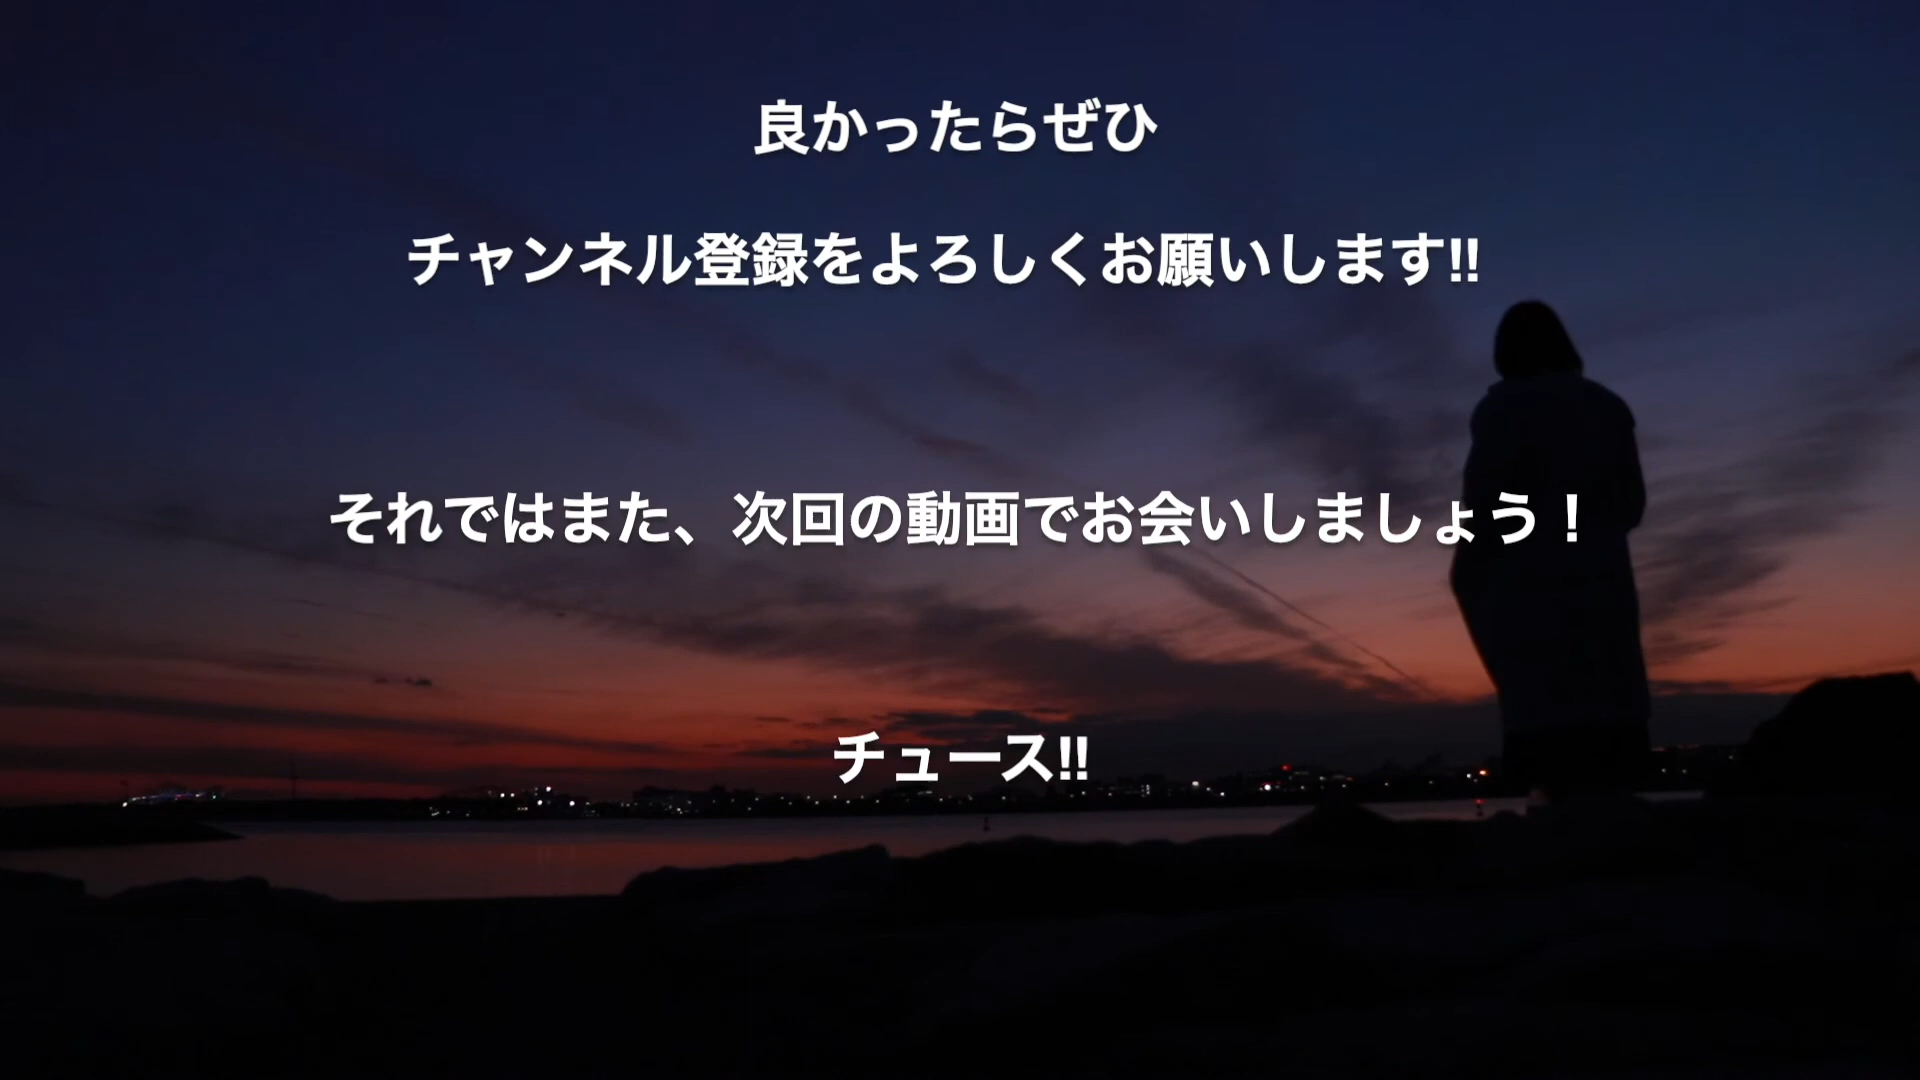 良かったらぜひ
チャンネル登録をよろしくお願いします!!
それではまた、次回の動画でお会いしましょう！
チュース!!